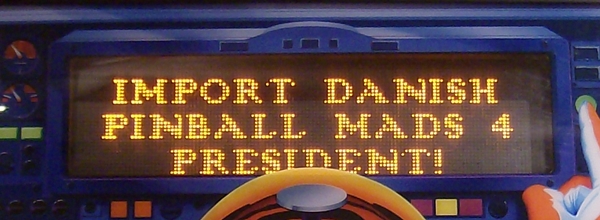 IMPORT DANISH
PINBALL MADS 4
PRESIDENT!